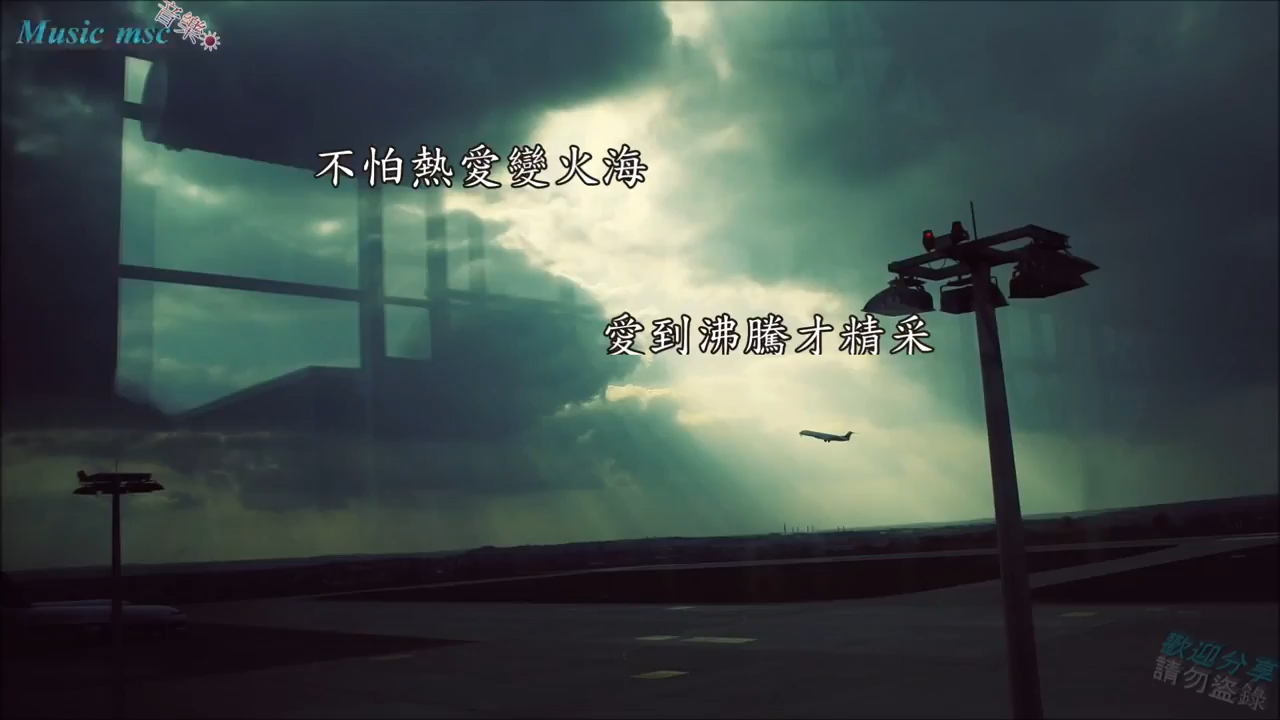 Music msc 音樂
不怕熱愛變火海
愛到沸騰才精采
歡迎分享
請勿盜錄